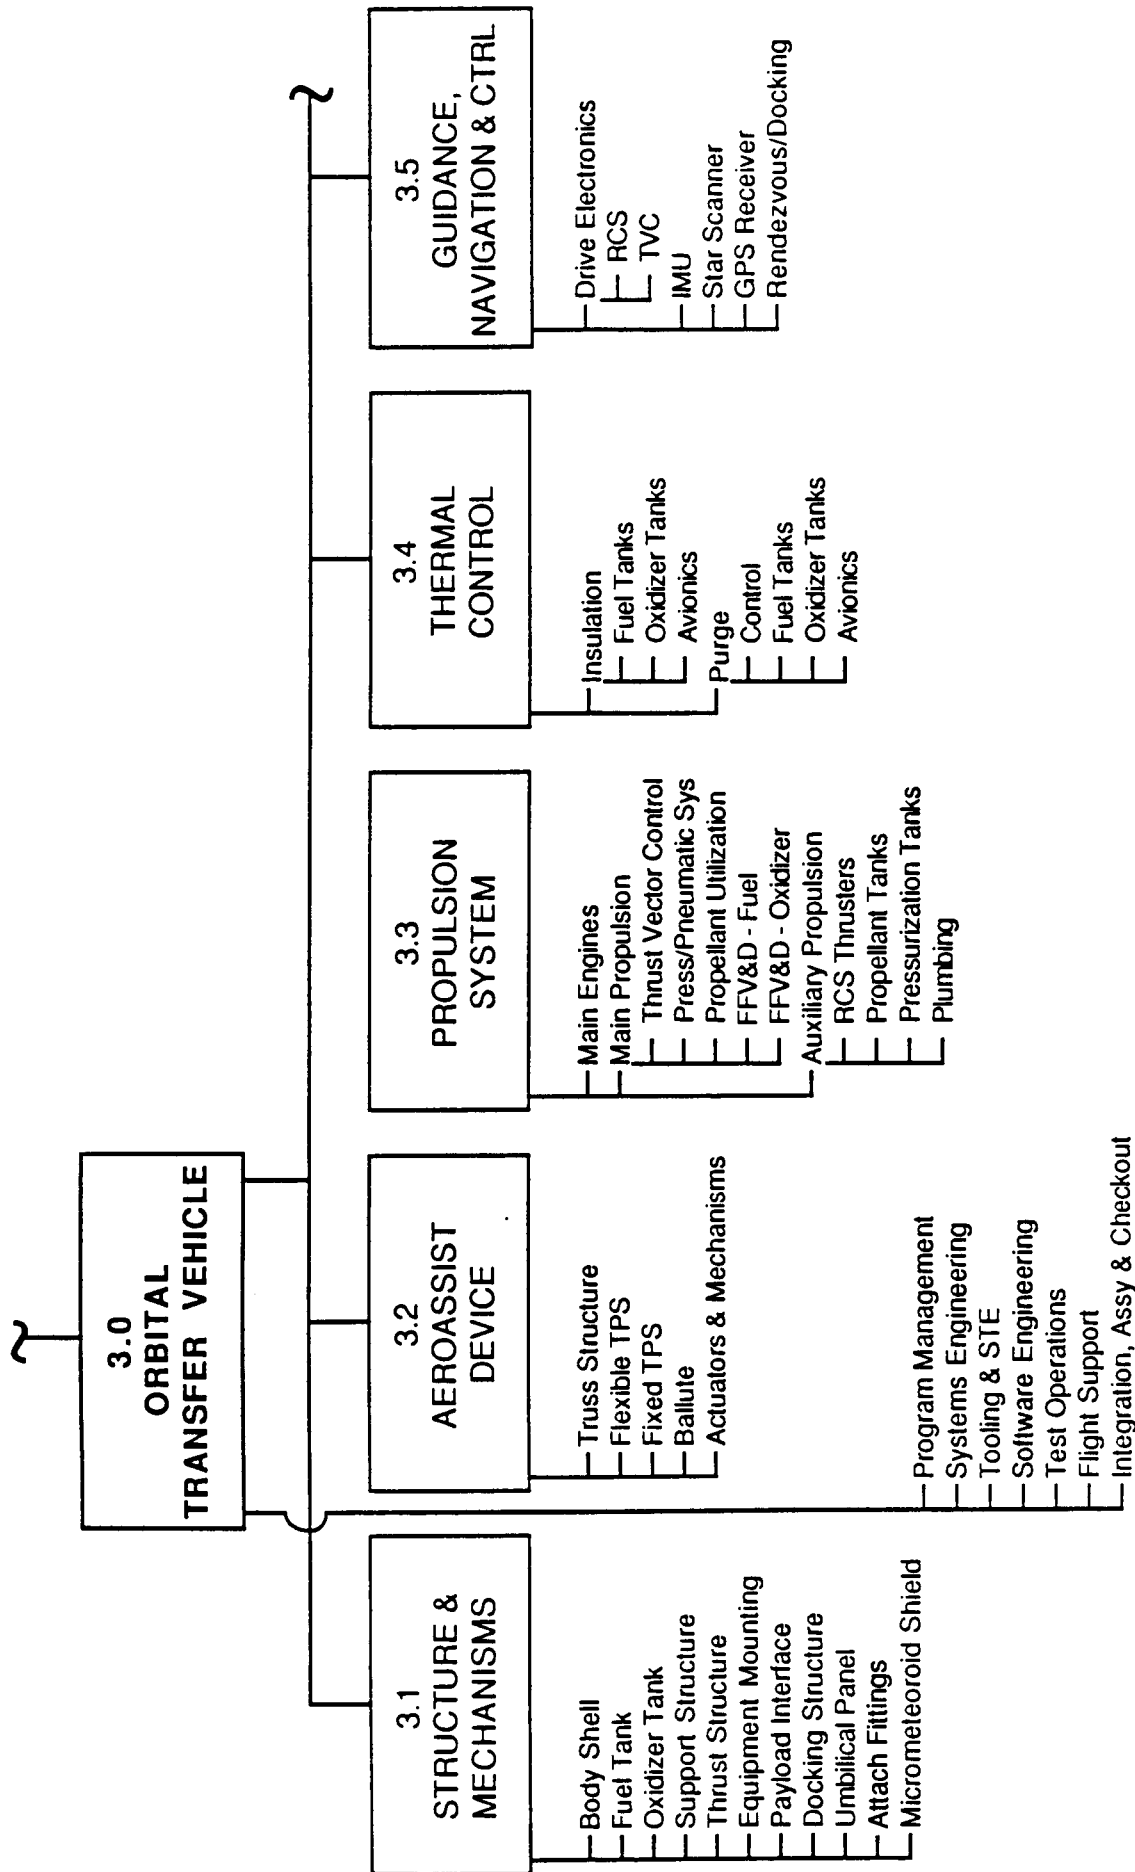 3.0
ORBITAL
TRANSFER VEHICLE
3.1
STRUCTURE &
MECHANISMS
Body Shell
Fuel Tank
Oxidizer Tank
Support Structure
Thrust Structure
Equipment Mounting
Payload Interface
Docking Structure
Umbilical Panel
Attach Fittings
Micrometeoroid Shield
3.2
AEROASSIST
DEVICE
Truss Structure
Flexible TPS
Fixed TPS
Ballute
Actuators & Mechanisms
Program Management
Systems Engineering
Tooling & STE
Software Engineering
Test Operations
Flight Support
Integration, Assy & Checkout
3.3
PROPULSION
SYSTEM
Main Engines
Main Propulsion
Thrust Vector Control
Press/Pneumatic Sys
Propellant Utilization
FFV&D - Fuel
FFV&D - Oxidizer
Auxiliary Propulsion
RCS Thrusters
Propellant Tanks
Pressurization Tanks
Plumbing
3.4
THERMAL
CONTROL
Insulation
Fuel Tanks
Oxidizer Tanks
Avionics
Purge
Control
Fuel Tanks
Oxidizer Tanks
Avionics
3.5
GUIDANCE,
NAVIGATION & CTRL
Drive Electronics
RCS
TVC
IMU
Star Scanner
GPS Receiver
Rendezvous/Docking